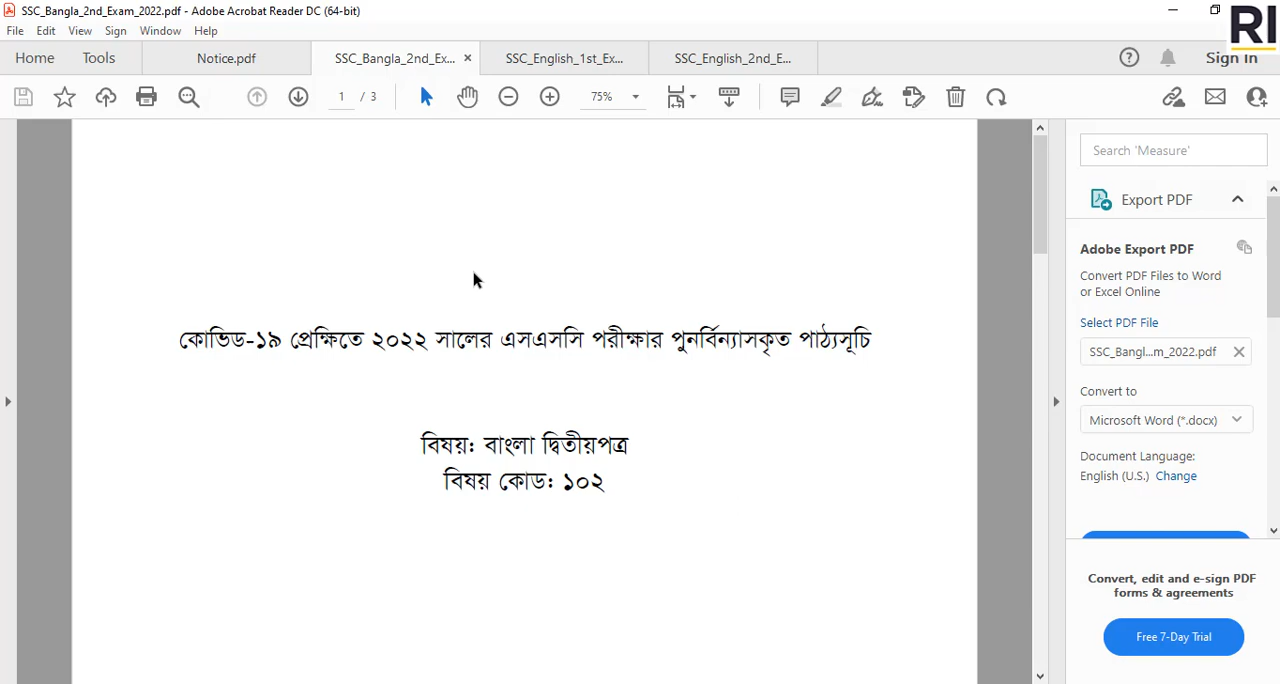 SSC_Bangla_2nd_Exam_2022.pdf - Adobe Acrobat Reader DC (64-bit)
File Edit View Sign Window Help
RI
Home Tools Notice.pdf SSC_Bangla_2nd_Ex... × SSC_English_1st_Ex... SSC_English_2nd_E... Sign In
1 / 3 75%
Search 'Measure'
Export PDF
Adobe Export PDF
Convert PDF Files to Word
or Excel Online
Select PDF File
SSC_Bangl...m_2022.pdf
Convert to
Microsoft Word (*.docx)
Document Language:
English (U.S.) Change
Convert, edit and e-sign PDF
forms & agreements
Free 7-Day Trial
কোভিড-১৯ প্রেক্ষিতে ২০২২ সালের এসএসসি পরীক্ষার পুনর্বিন্যাসকৃত পাঠ্যসূচি
বিষয়: বাংলা দ্বিতীয়পত্র
বিষয় কোড: ১০২